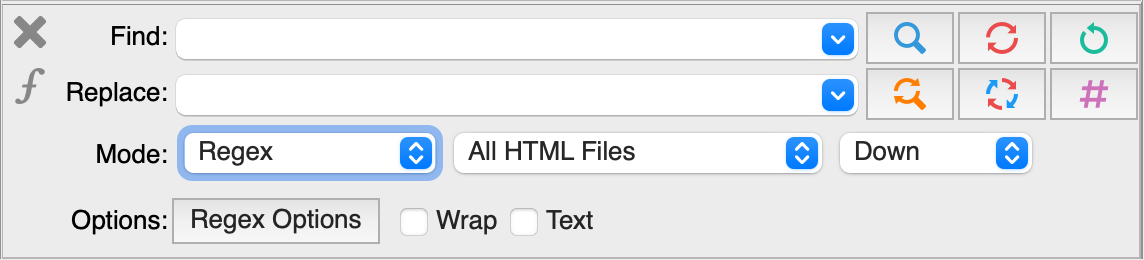 Find:
Replace:
#
Mode: Regex All HTML Files Down
Options: Regex Options Wrap Text